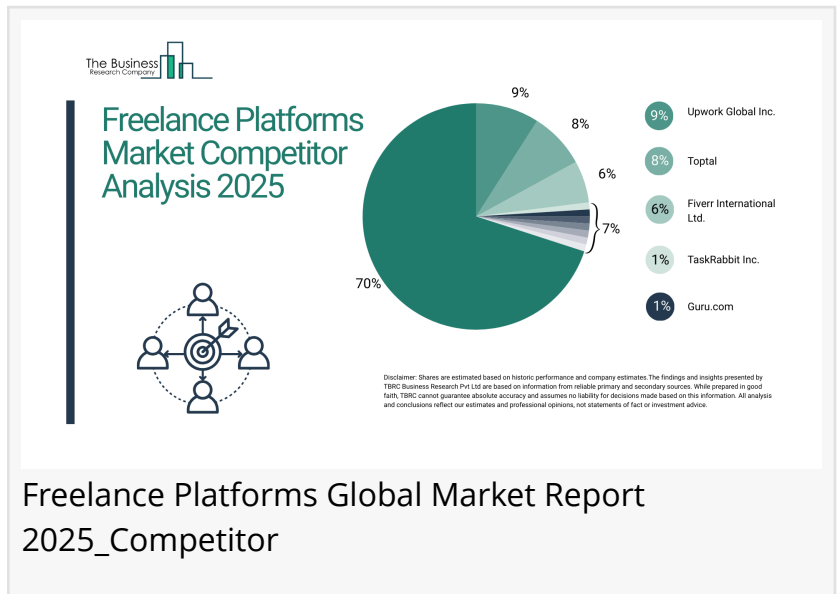 The Business
Research Company
Freelance Platforms
Market Competitor
Analysis 2025
9%
8%
6%
7%
70%
9% Upwork Global Inc.
8% Toptal
6% Fiverr International
Ltd.
1% TaskRabbit Inc.
1% Guru.com
Disclaimer: Shares are estimated based on historic performance and company estimates.The findings and insights presented by
TBRC Business Research Pvt Ltd are based on information from reliable primary and secondary sources. While prepared in good
faith, TBRC cannot guarantee absolute accuracy and assumes no liability for decisions made based on this information. All analysis
and conclusions reflect our estimates and professional opinions, not statements of fact or investment advice.
Freelance Platforms Global Market Report
2025_Competitor